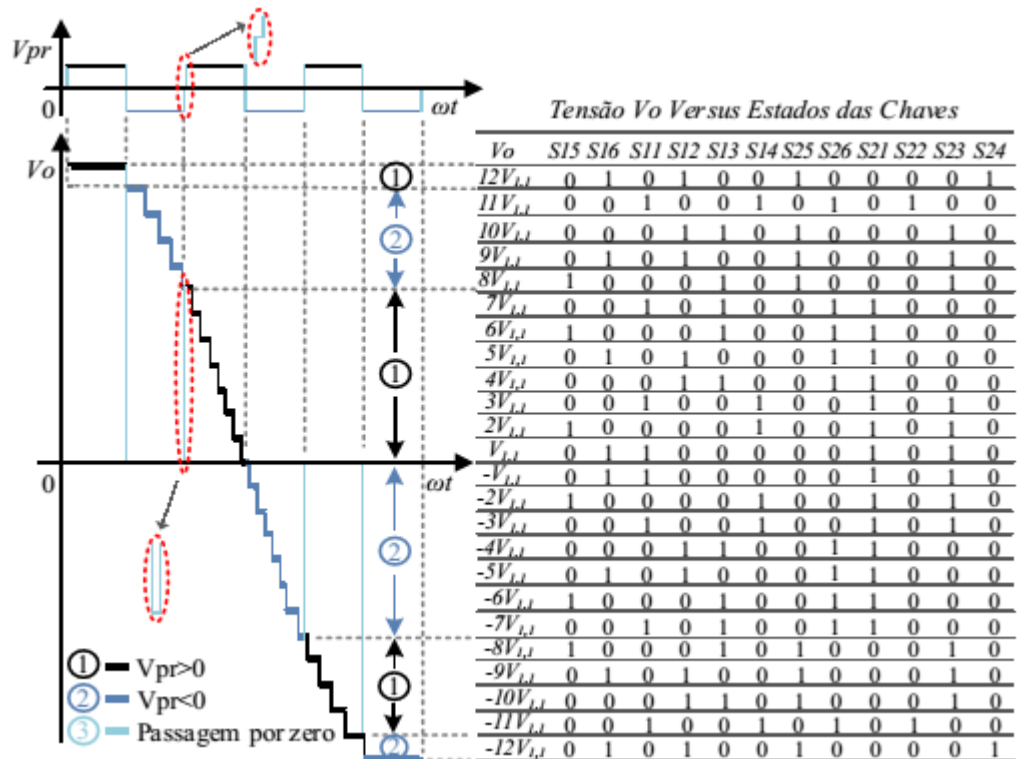 Vpr
0
ωt
Vo
0
ωt
①
②
①
②
①
②
① Vpr>0
② Vpr<0
③ Passagem por zero
Tensão Vo Versus Estados das Chaves
Vo S15 S16 S11 S12 S13 S14 S25 S26 S21 S22 S23 S24
12V1,1 0 1 0 1 0 0 1 0 0 0 0 1
11V1,1 0 0 1 0 0 1 0 1 0 1 0 0
10V1,1 0 0 0 1 1 0 1 0 0 0 1 0
9V1,1 0 1 0 1 0 0 1 0 0 0 1 0
8V1,1 1 0 0 0 1 0 1 0 0 0 1 0
7V1,1 0 0 1 0 1 0 0 1 1 0 0 0
6V1,1 1 0 0 0 1 0 0 1 1 0 0 0
5V1,1 0 1 0 1 0 0 0 1 1 0 0 0
4V1,1 0 0 0 1 1 0 0 1 1 0 0 0
3V1,1 0 0 1 0 0 1 0 0 1 0 1 0
2V1,1 1 0 0 0 0 1 0 0 1 0 1 0
V1,1 0 1 1 0 0 0 0 0 1 0 1 0
-V1,1 0 1 1 0 0 0 0 0 1 0 1 0
-2V1,1 1 0 0 0 0 1 0 0 1 0 1 0
-3V1,1 0 0 1 0 0 1 0 0 1 0 1 0
-4V1,1 0 0 0 1 1 0 0 1 1 0 0 0
-5V1,1 0 1 0 1 0 0 0 1 1 0 0 0
-6V1,1 1 0 0 0 1 0 0 1 1 0 0 0
-7V1,1 0 0 1 0 1 0 0 1 1 0 0 0
-8V1,1 1 0 0 0 1 0 1 0 0 0 1 0
-9V1,1 0 1 0 1 0 0 1 0 0 0 1 0
-10V1,1 0 0 0 1 1 0 1 0 0 0 1 0
-11V1,1 0 0 1 0 0 1 0 1 0 1 0 0
-12V1,1 0 1 0 1 0 0 1 0 0 0 0 1